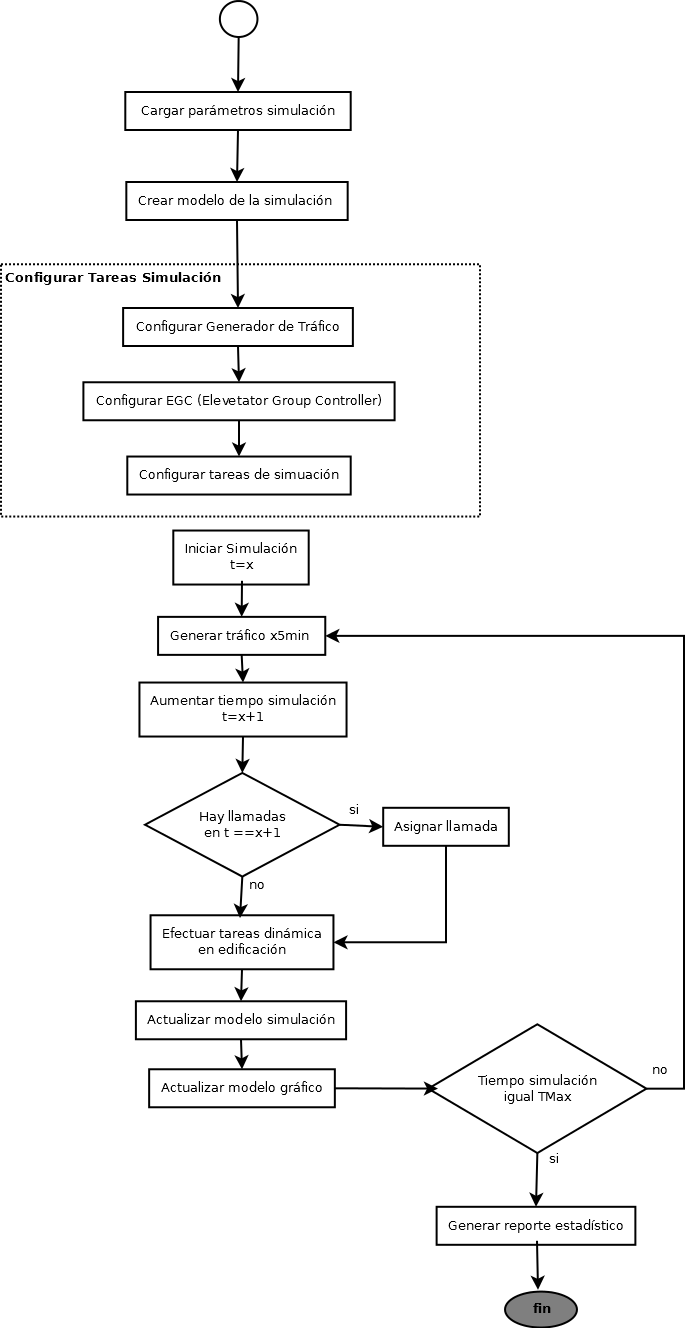 Cargar parámetros simulación
Crear modelo de la simulación
Configurar Tareas Simulación
Configurar Generador de Tráfico
Configurar EGC (Elevetator Group Controller)
Configurar tareas de simuación
Iniciar Simulación
t=x
Generar tráfico x5min
Aumentar tiempo simulación
t=x+1
Hay llamadas
en t ==x+1
si
Asignar llamada
no
Efectuar tareas dinámica
en edificación
Actualizar modelo simulación
Actualizar modelo gráfico
Tiempo simulación
igual TMax
no
si
Generar reporte estadístico
fin